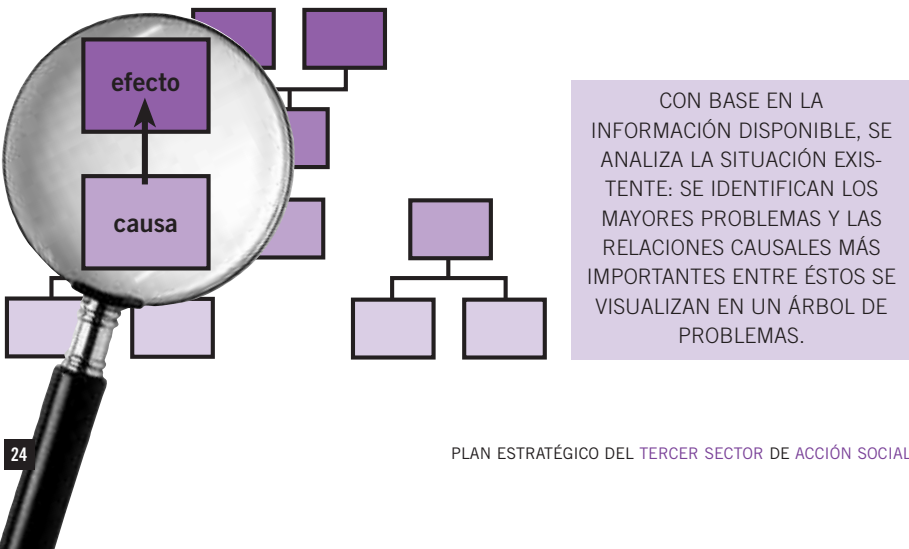 efecto
causa
CON BASE EN LA
INFORMACIÓN DISPONIBLE, SE
ANALIZA LA SITUACIÓN EXIS-
TENTE: SE IDENTIFICAN LOS
MAYORES PROBLEMAS Y LAS
RELACIONES CAUSALES MÁS
IMPORTANTES ENTRE ÉSTOS SE
VISUALIZAN EN UN ÁRBOL DE
PROBLEMAS.
24
PLAN ESTRATÉGICO DEL TERCER SECTOR DE ACCIÓN SOCIAL